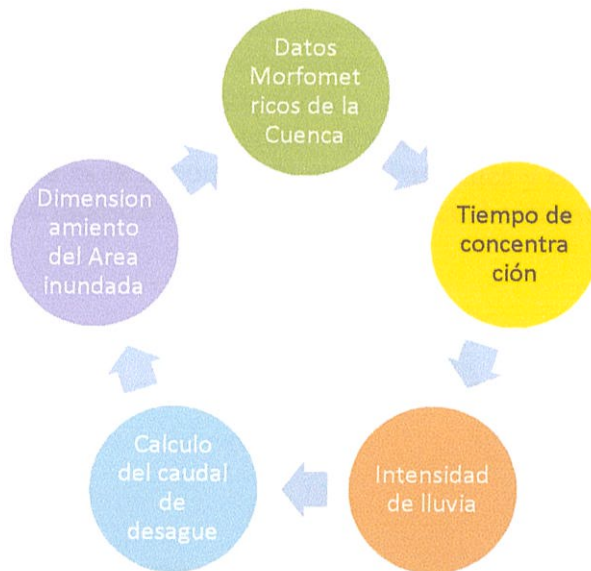 Datos
Morfomet
ricos de la
Cuenca
Tiempo de
concentra
ción
Intensidad
de lluvia
Calculo
del caudal
de
desague
Dimension
amiento
del Area
inundada